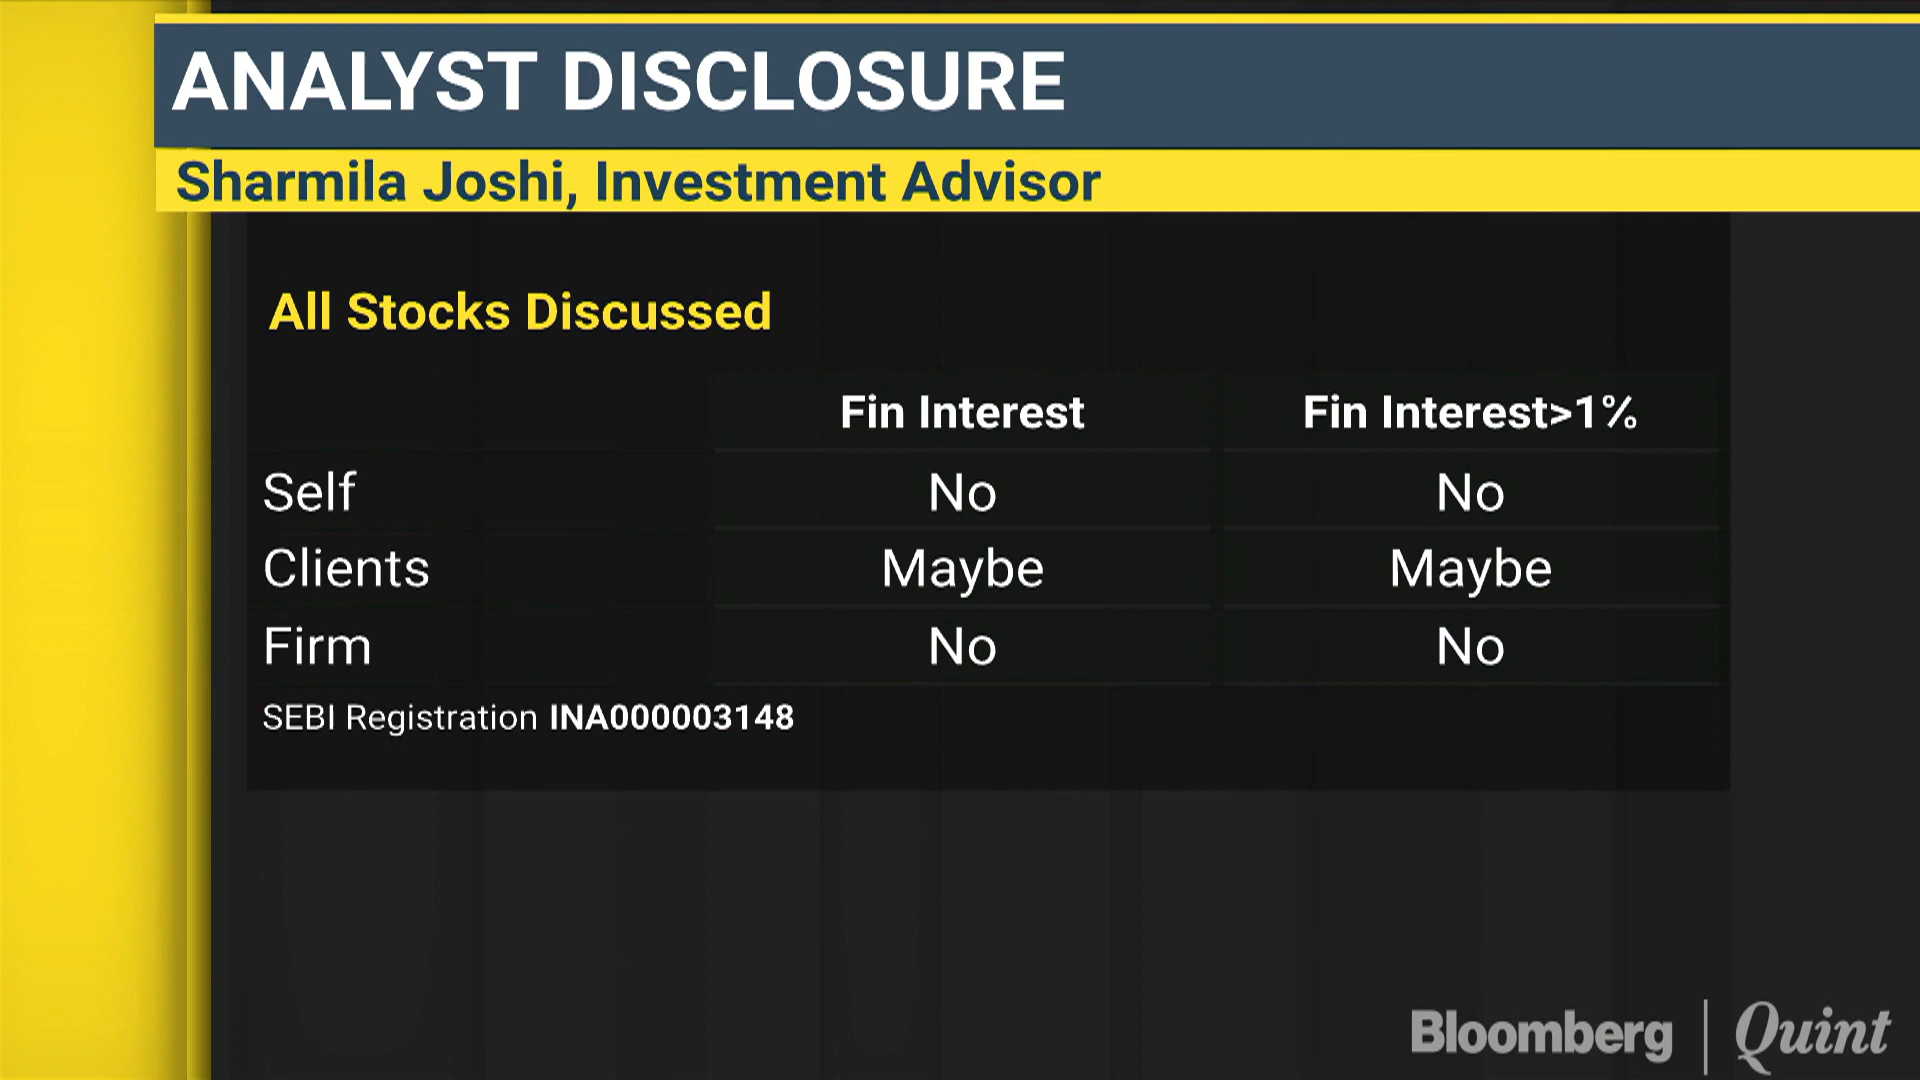 ANALYST DISCLOSURE
Sharmila Joshi, Investment Advisor
All Stocks Discussed
Fin Interest Fin Interest>1%
Self No No
Clients Maybe Maybe
Firm No No
SEBI Registration INA000003148
Bloomberg | Quint